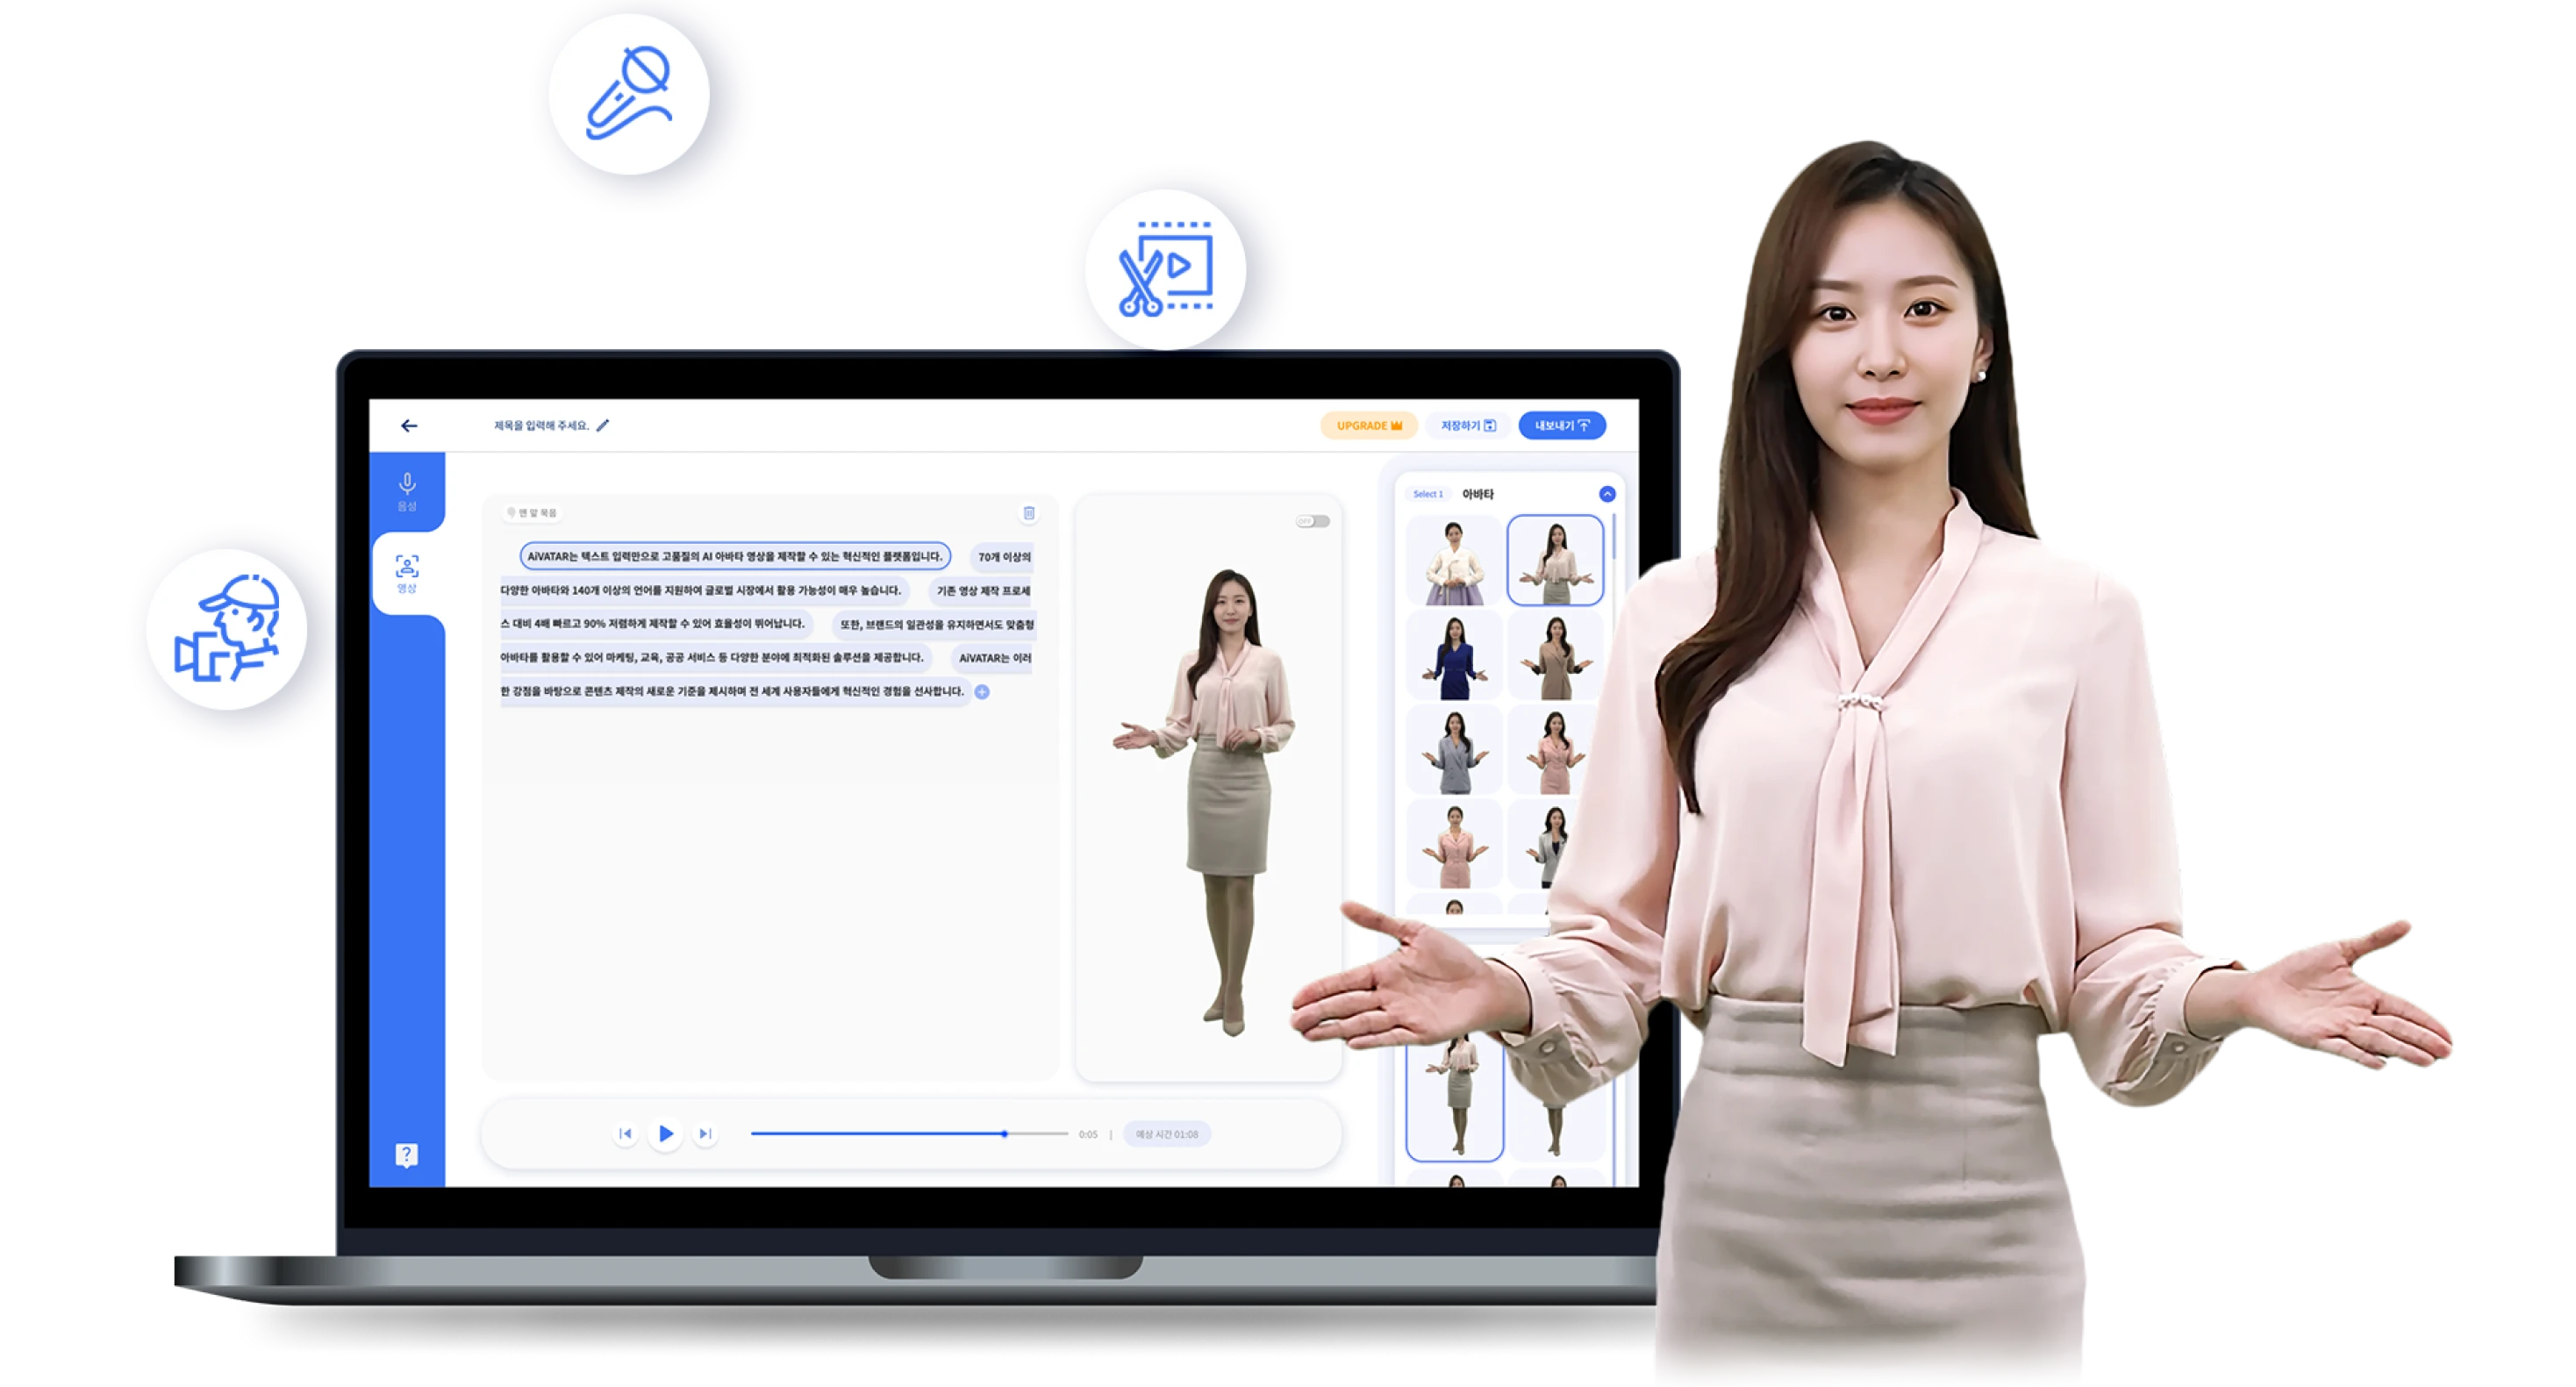 제목을 입력해 주세요.
UPGRADE
저장하기
내보내기
음성
영상
맨 앞 묶음
OFF
AiVATAR는 텍스트 입력만으로 고품질의 AI 아바타 영상을 제작할 수 있는 혁신적인 플랫폼입니다. 70개 이상의
다양한 아바타와 140개 이상의 언어를 지원하여 글로벌 시장에서 활용 가능성이 매우 높습니다. 기존 영상 제작 프로세
스 대비 4배 빠르고 90% 저렴하게 제작할 수 있어 효율성이 뛰어납니다. 또한, 브랜드의 일관성을 유지하면서도 맞춤형
아바타를 활용할 수 있어 마케팅, 교육, 공공 서비스 등 다양한 분야에 최적화된 솔루션을 제공합니다. AiVATAR는 이러
한 강점을 바탕으로 콘텐츠 제작의 새로운 기준을 제시하며 전 세계 사용자들에게 혁신적인 경험을 선사합니다.
Select 1 아바타
0:05 | 예상 시간 01:08
?